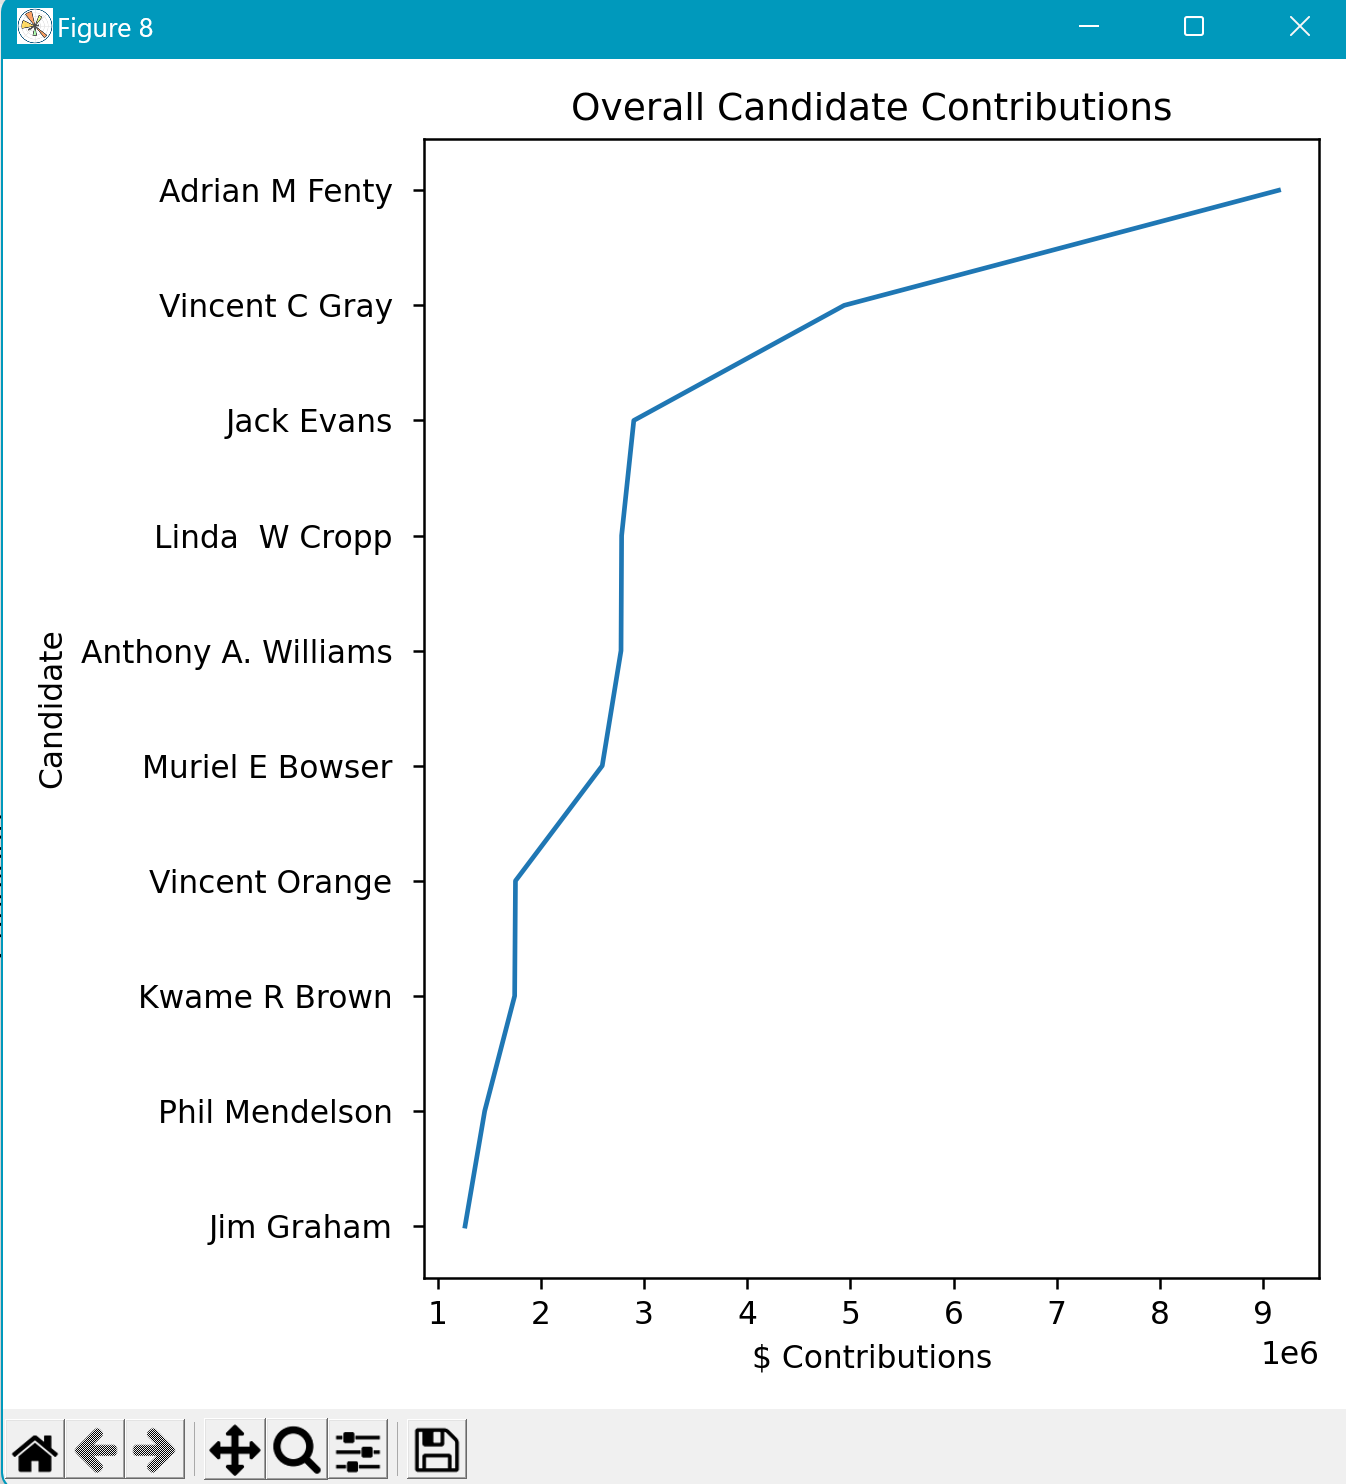 Figure 8
Overall Candidate Contributions
Adrian M Fenty
Vincent C Gray
Jack Evans
Linda  W Cropp
Anthony A. Williams
Muriel E Bowser
Vincent Orange
Kwame R Brown
Phil Mendelson
Jim Graham
Candidate
1 2 3 4 5 6 7 8 9
1e6
$ Contributions